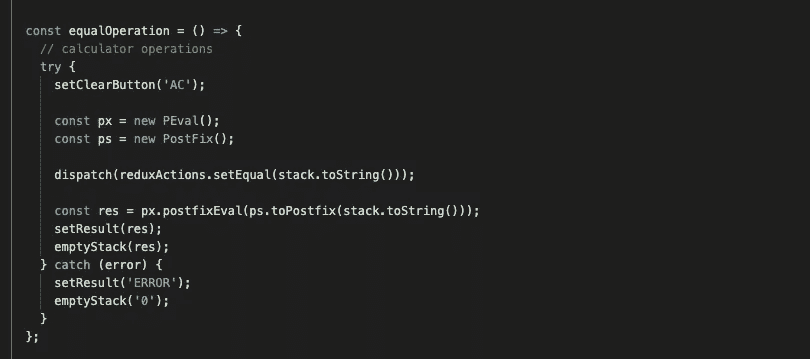 const equalOperation = () => {
// calculator operations
try {
setClearButton('AC');
const px = new PEval();
const ps = new PostFix();
dispatch(reduxActions.setEqual(stack.toString()));
const res = px.postfixEval(ps.toPostfix(stack.toString()));
setResult(res);
emptyStack(res);
} catch (error) {
setResult('ERROR');
emptyStack('0');
}
};